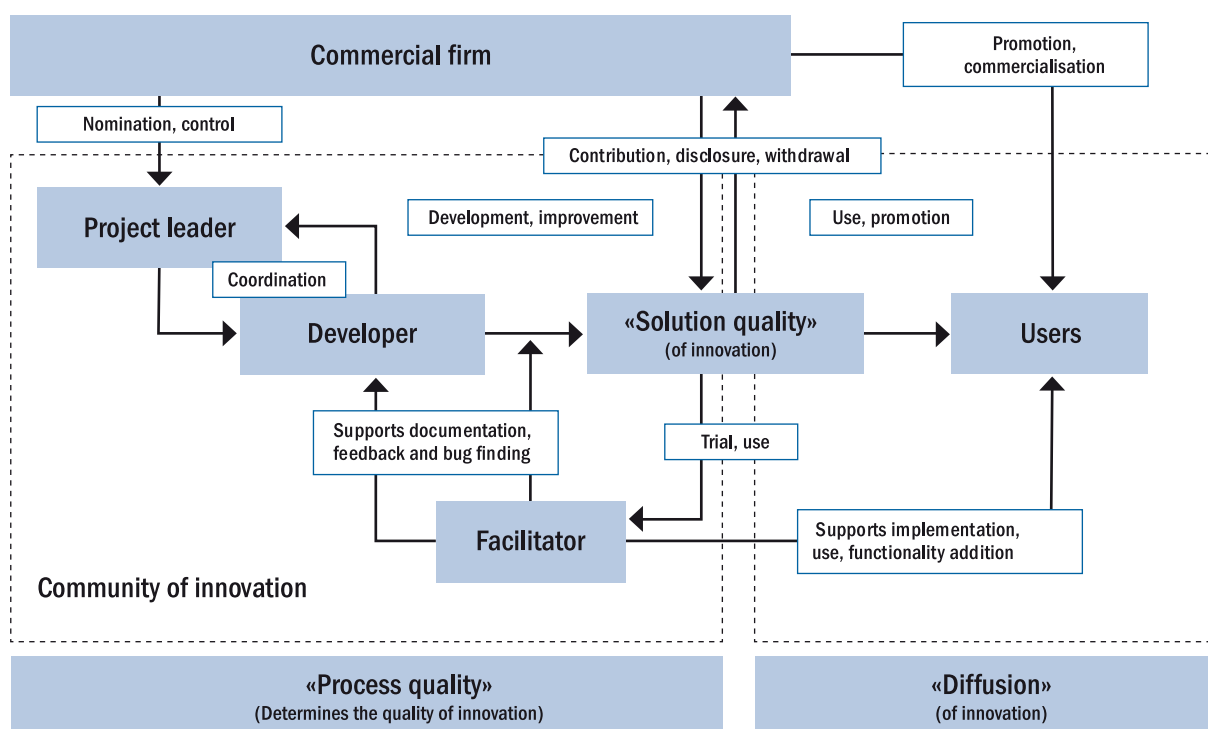 Commercial firm
Promotion,
commercialisation
Nomination, control
Contribution, disclosure, withdrawal
Project leader
Development, improvement
Use, promotion
Coordination
Developer
«Solution quality»
(of innovation)
Users
Supports documentation,
feedback and bug finding
Trial, use
Facilitator
Supports implementation,
use, functionality addition
Community of innovation
«Process quality»
(Determines the quality of innovation)
«Diffusion»
(of innovation)